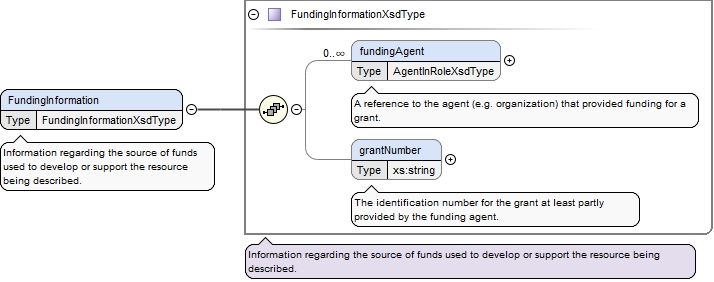 FundingInformationXsdType
0..∞
fundingAgent
Type AgentInRoleXsdType
A reference to the agent (e.g. organization) that provided funding for a
grant.
FundingInformation
Type FundingInformationXsdType
Information regarding the source of funds
used to develop or support the resource
being described.
grantNumber
Type xs:string
The identification number for the grant at least partly
provided by the funding agent.
Information regarding the source of funds used to develop or support the resource being
described.